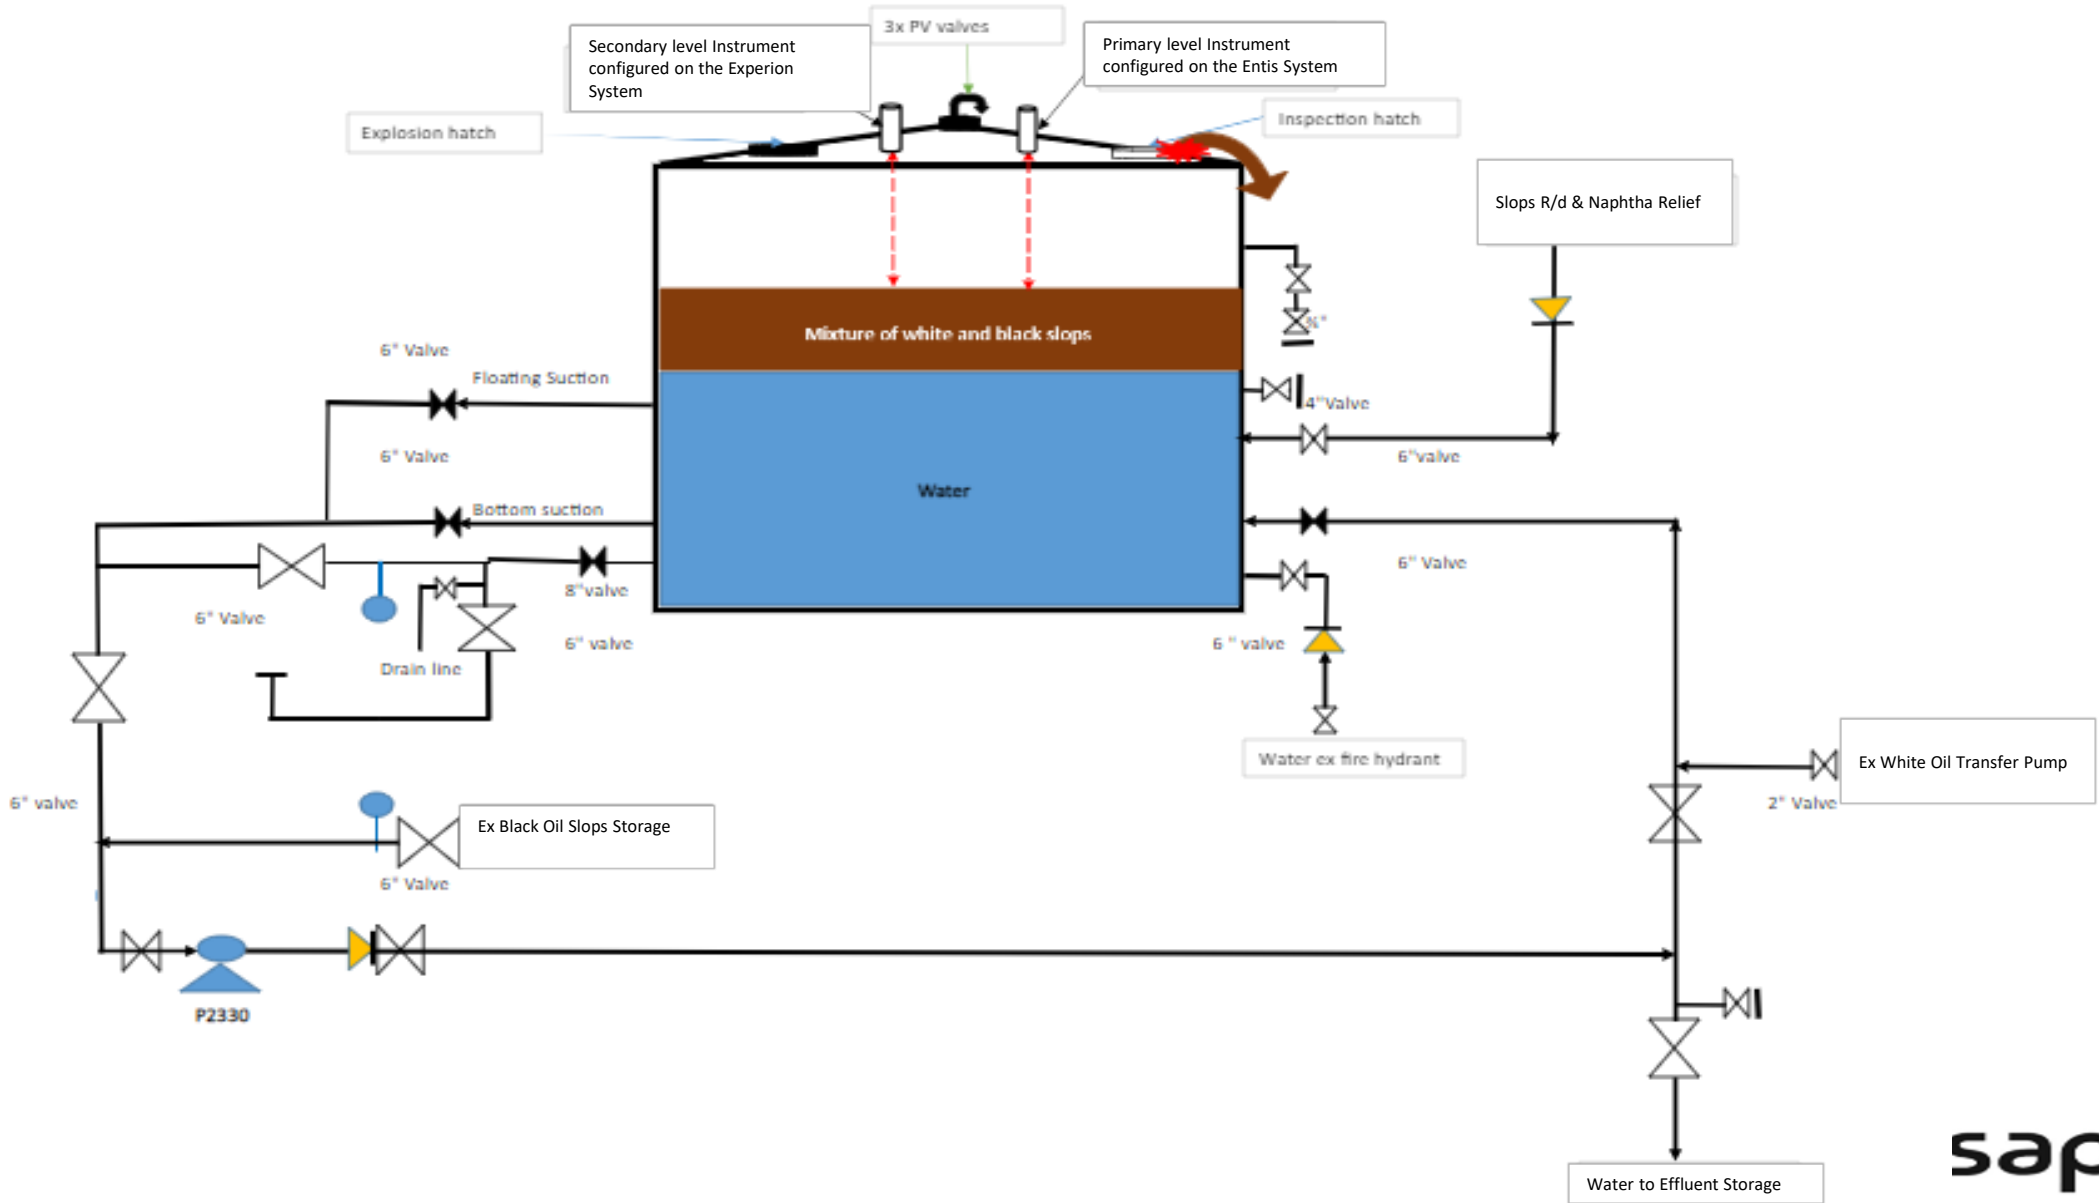 3x PV valves
Secondary level Instrument
configured on the Experion
System
Primary level Instrument
configured on the Entis System
Explosion hatch
Inspection hatch
Slops R/d & Naphtha Relief
Mixture of white and black slops
¾"
6" Valve
Floating Suction
4"Valve
6" Valve
6"valve
Water
Bottom suction
6" Valve
8"valve
6" Valve
6" valve
6 " valve
Drain line
Water ex fire hydrant
Ex White Oil Transfer Pump
2" Valve
6" valve
Ex Black Oil Slops Storage
6" Valve
P2330
sap
Water to Effluent Storage